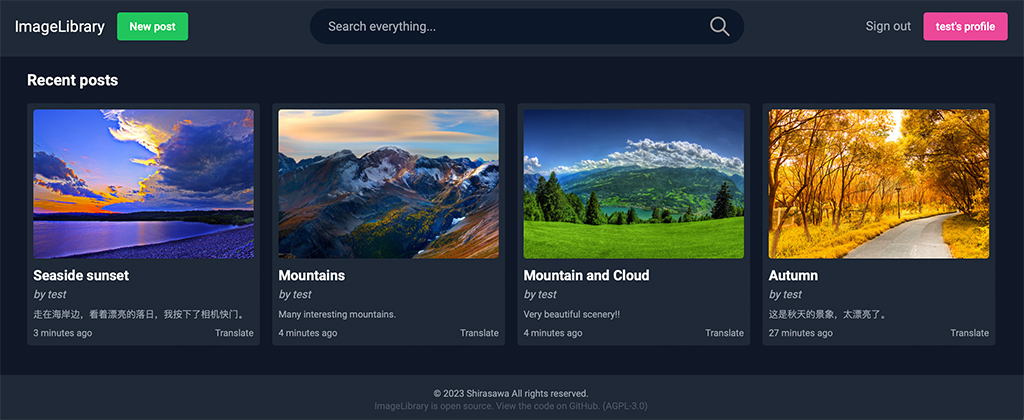 ImageLibrary New post Search everything... Sign out test's profile
Recent posts
Seaside sunset
by test
走在海岸边，看着漂亮的落日，我按下了相机快门。
3 minutes ago Translate
Mountains
by test
Many interesting mountains.
4 minutes ago Translate
Mountain and Cloud
by test
Very beautiful scenery!!
4 minutes ago Translate
Autumn
by test
这是秋天的景象，太漂亮了。
27 minutes ago Translate
© 2023 Shirasawa All rights reserved.
ImageLibrary is open source. View the code on GitHub. (AGPL-3.0)